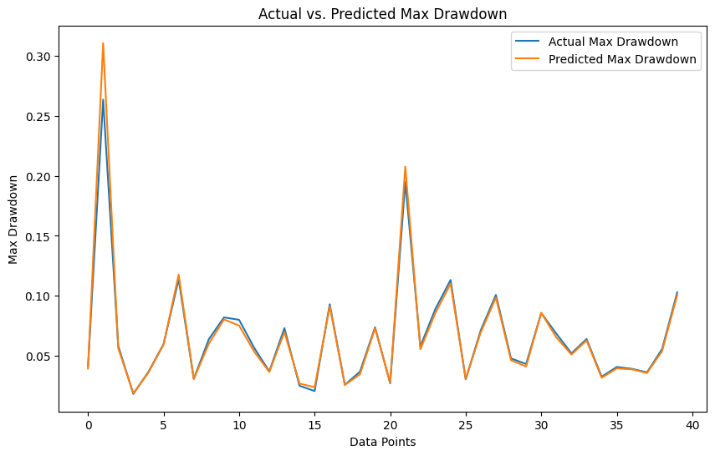 Actual vs. Predicted Max Drawdown
Actual Max Drawdown
Predicted Max Drawdown
0.30
0.25
0.20
0.15
0.10
0.05
Max Drawdown
0 5 10 15 20 25 30 35 40
Data Points